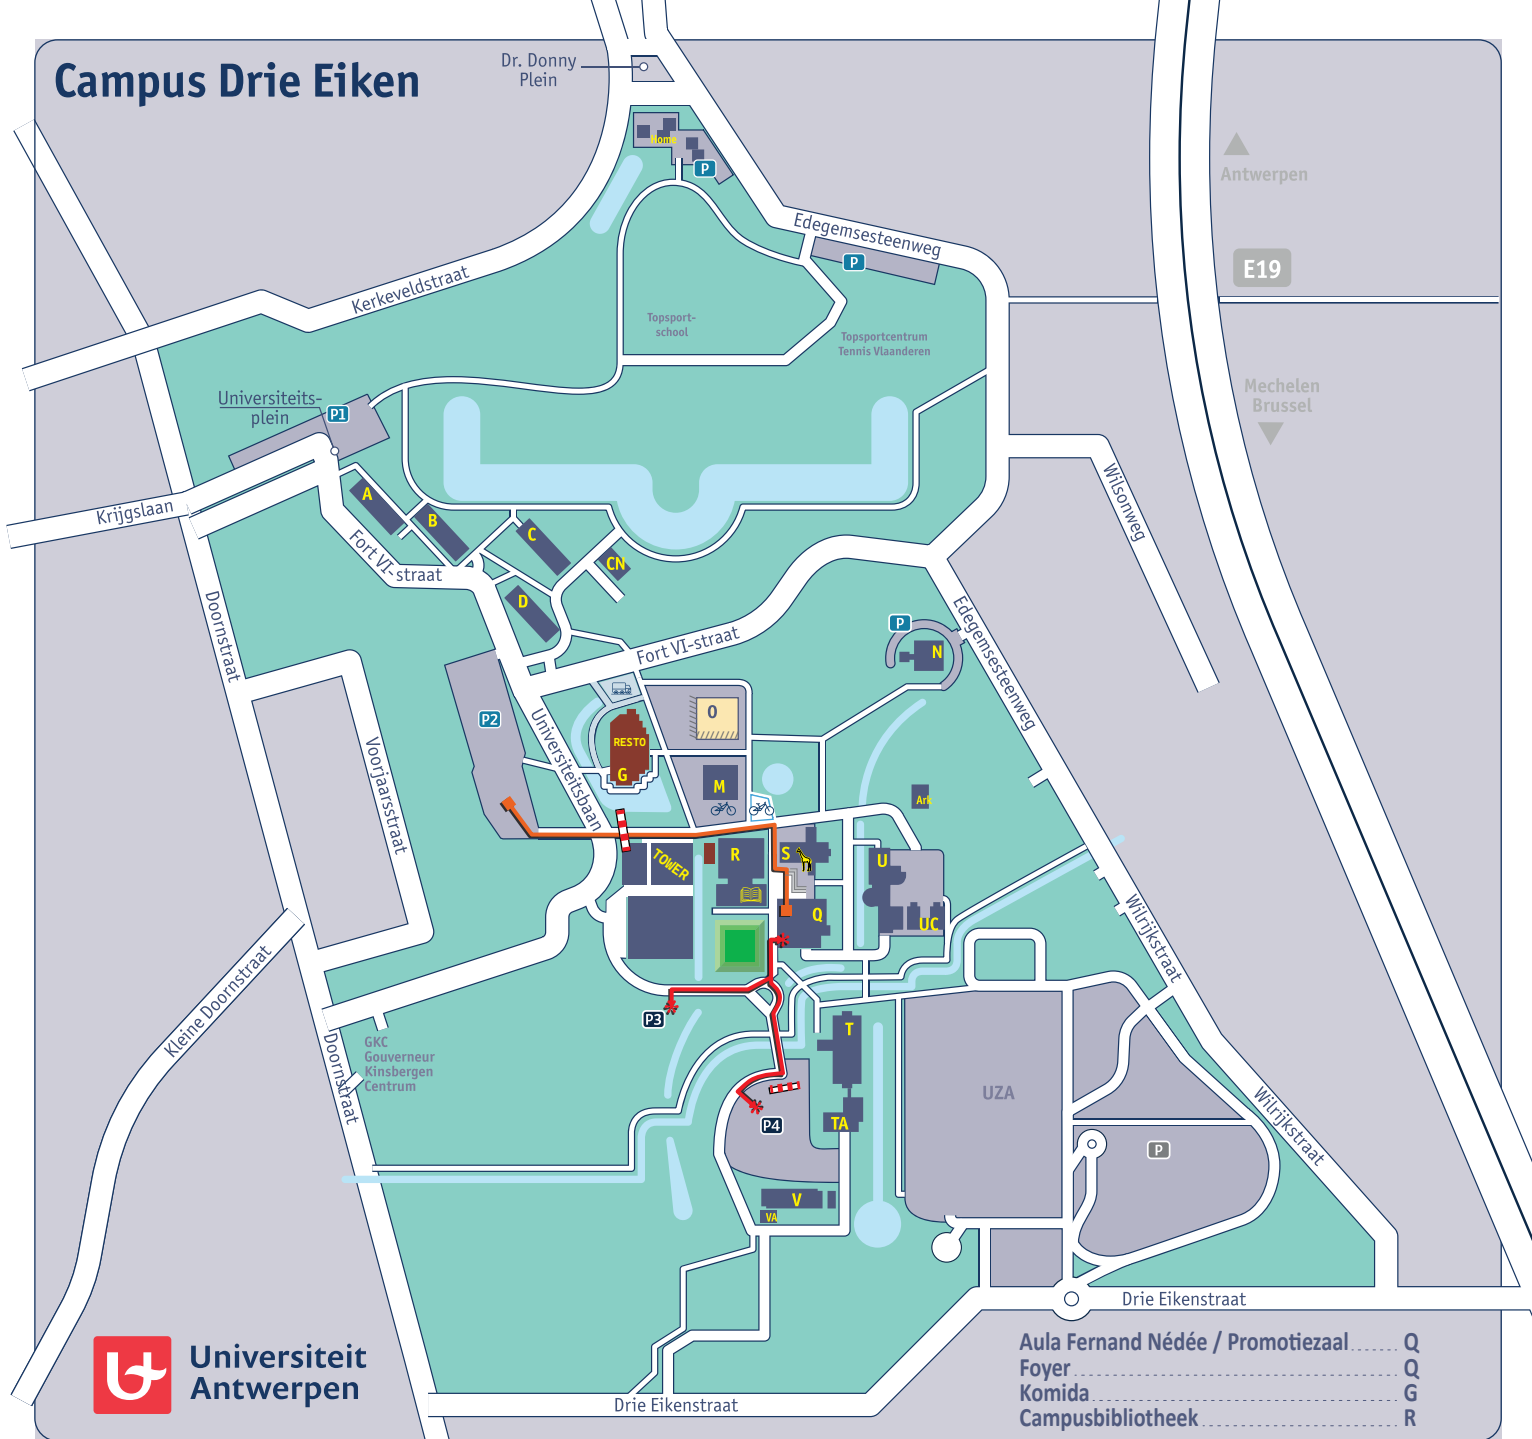 Campus Drie Eiken
Dr. Donny
Plein
Home
P
Edegemsesteenweg
P
Antwerpen
E19
Mechelen
Brussel
Kerkeveldstraat
Topsport-
school
Topsportcentrum
Tennis Vlaanderen
Universiteits-
plein
P1
Krijgslaan
A
B
C
CN
D
Fort VI-straat
Wilsonweg
Doornstraat
Fort VI-straat
P
N
Edegemsesteenweg
P2
Universiteitsbaan
RESTO
G
O
M
Voorjaarsstraat
Ark
TOWER
R
S
U
Q
UC
Wilrijkstraat
Kleine Doornstraat
P3
GKC
Gouverneur
Kinsbergen
Centrum
Doornstraat
T
TA
P4
UZA
P
Wilrijkstraat
V
VA
Drie Eikenstraat
Drie Eikenstraat
Universiteit
Antwerpen
Aula Fernand Nédée / Promotiezaal ...... Q
Foyer ...... Q
Komida ...... G
Campusbibliotheek ...... R